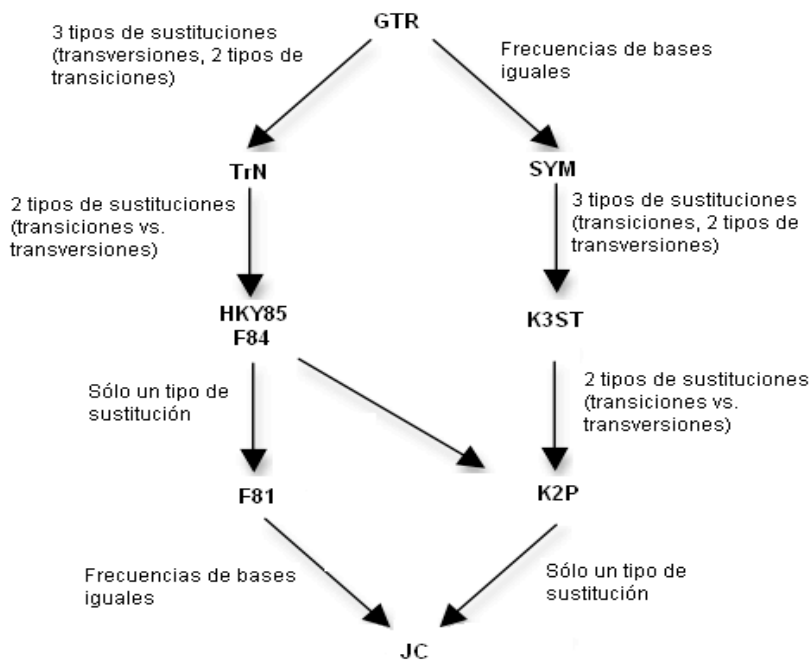 GTR
3 tipos de sustituciones
(transversiones, 2 tipos de
transiciones)
Frecuencias de bases
iguales
TrN
SYM
2 tipos de sustituciones
(transiciones vs.
transversiones)
3 tipos de sustituciones
(transiciones, 2 tipos de
transversiones)
HKY85
F84
K3ST
Sólo un tipo de
sustitución
2 tipos de sustituciones
(transiciones vs.
transversiones)
F81
K2P
Frecuencias de bases
iguales
Sólo un tipo de
sustitución
JC